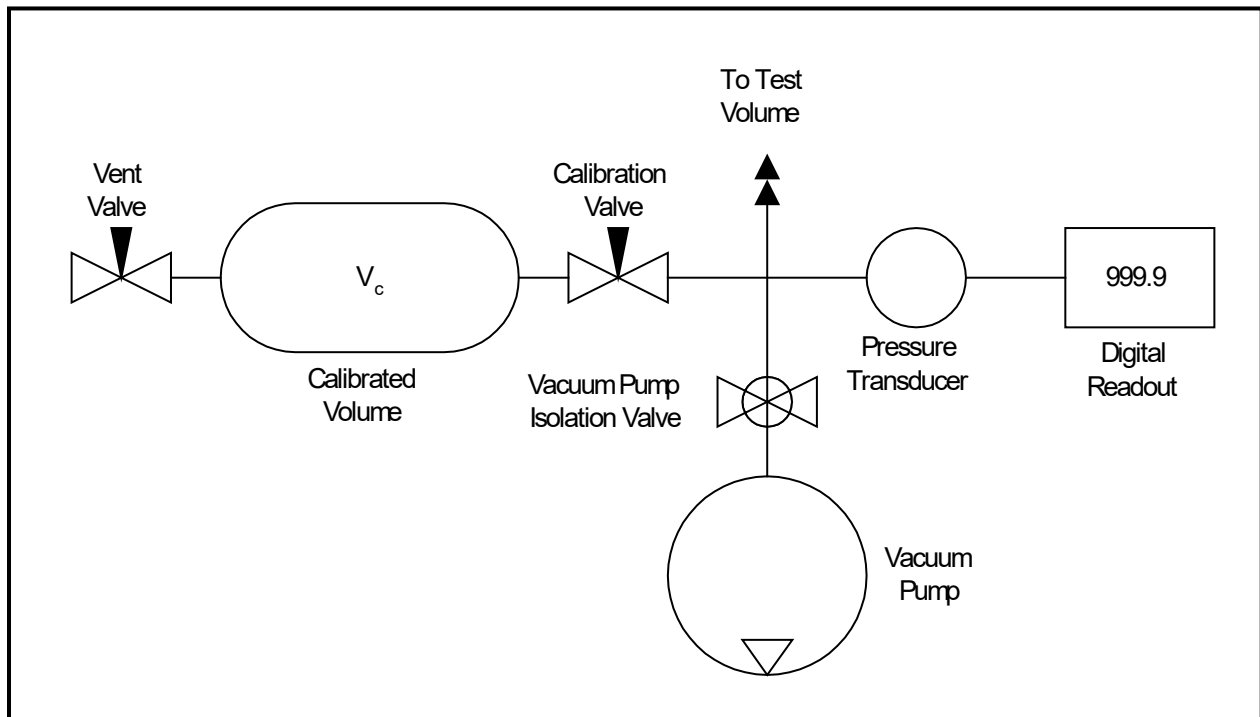 To Test
Volume
Vent
Valve
Calibration
Valve
V_c
999.9
Calibrated
Volume
Vacuum Pump
Isolation Valve
Pressure
Transducer
Digital
Readout
Vacuum
Pump